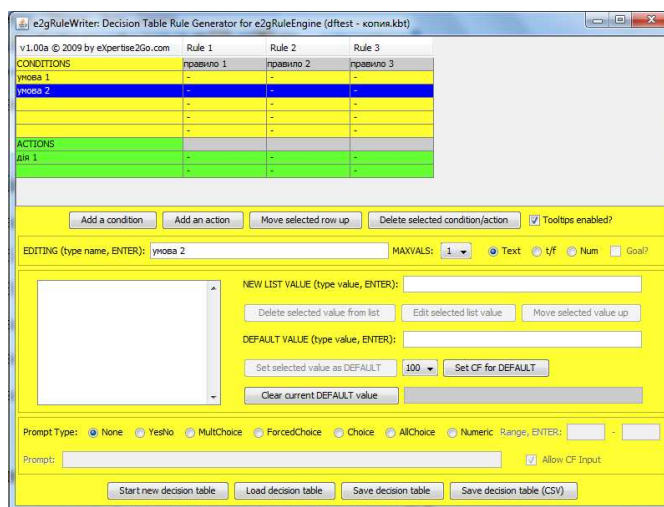 e2gRuleWriter: Decision Table Rule Generator for e2gRuleEngine (dftest - копия.kbt)
v1.00a © 2009 by eXpertise2Go.com Rule 1 Rule 2 Rule 3
CONDITIONS правило 1 правило 2 правило 3
умова 1 - - -
умова 2 - - -
- - -
- - -
ACTIONS
дія 1 - - -
- - -
Add a condition Add an action Move selected row up Delete selected condition/action Tooltips enabled?
EDITING (type name, ENTER): умова 2 MAXVALS: 1 Text t/f Num Goal?
NEW LIST VALUE (type value, ENTER):
Delete selected value from list Edit selected list value Move selected value up
DEFAULT VALUE (type value, ENTER):
Set selected value as DEFAULT 100 Set CF for DEFAULT
Clear current DEFAULT value
Prompt Type: None YesNo MultChoice ForcedChoice Choice AllChoice Numeric Range, ENTER: -
Prompt: Allow CF Input
Start new decision table Load decision table Save decision table Save decision table (CSV)